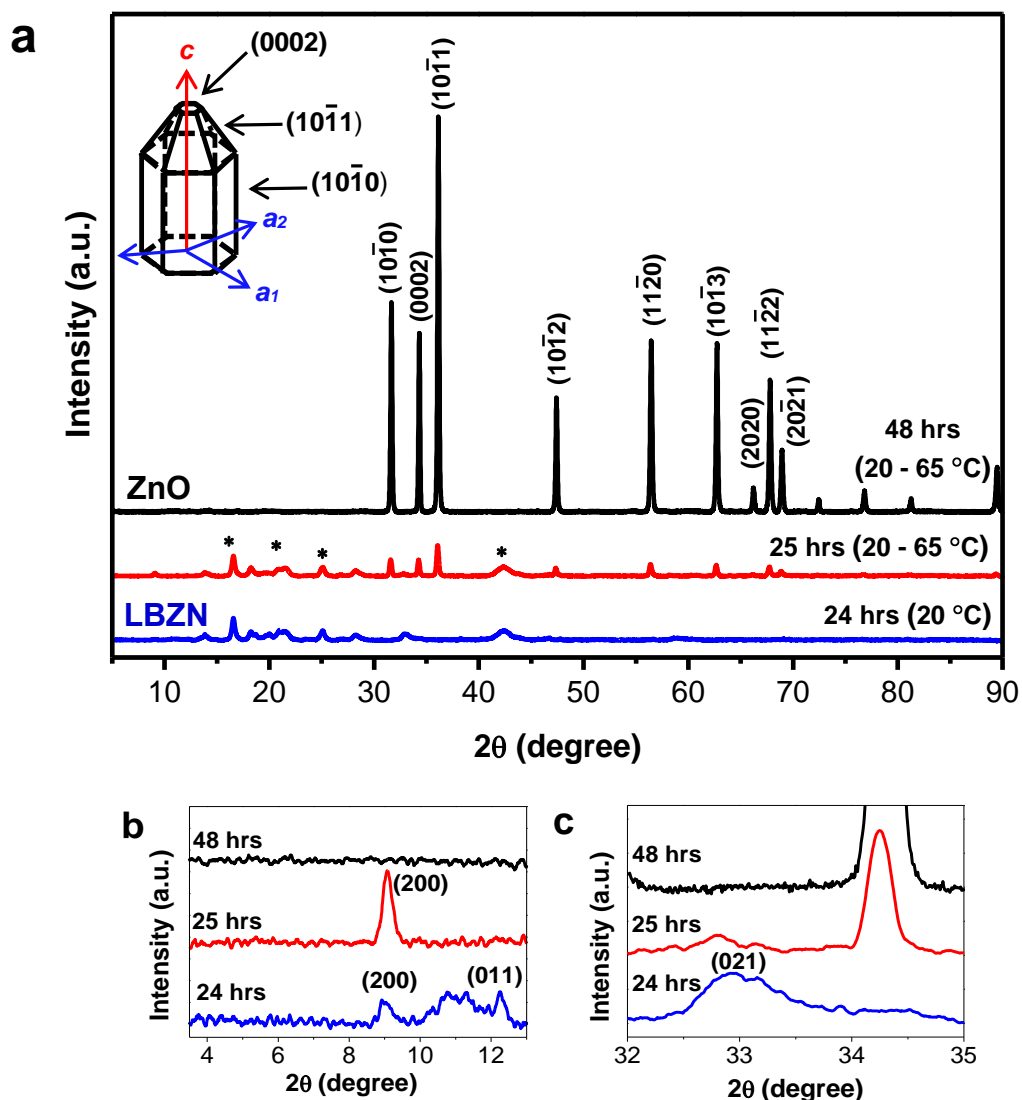 a
c
(0002)
(101̅1)
(101̅0)
a2
a1
(101̅0)
(0002)
(101̅1)
(101̅2)
(112̅0)
(101̅3)
(2020)
(112̅2)
(202̅1)
48 hrs
(20 - 65 °C)
ZnO
* * * *
25 hrs (20 - 65 °C)
LBZN
24 hrs (20 °C)
Intensity (a.u.)
10 20 30 40 50 60 70 80 90
2θ (degree)
b
48 hrs
(200)
25 hrs
24 hrs
(200)
(011)
Intensity (a.u.)
4 6 8 10 12
2θ (degree)
c
48 hrs
25 hrs
(021)
24 hrs
Intensity (a.u.)
32 33 34 35
2θ (degree)